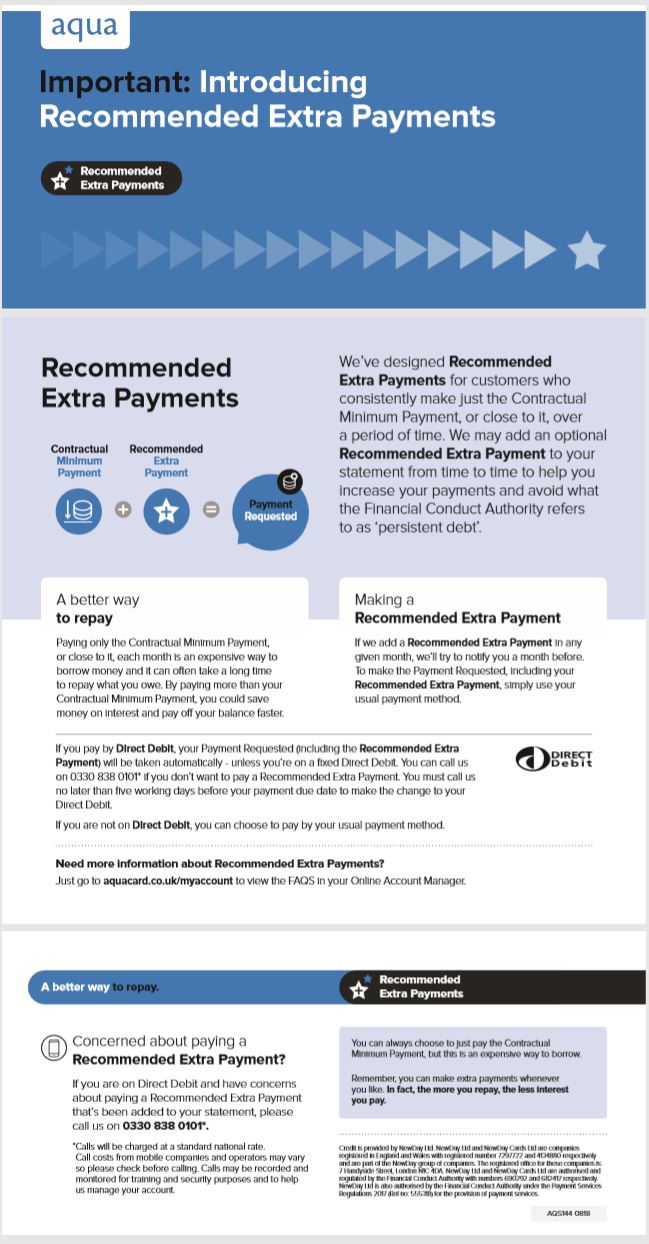 aqua
Important: Introducing
Recommended Extra Payments
Recommended
Extra Payments
Recommended
Extra Payments
Contractual
Minimum
Payment
Recommended
Extra
Payment
Payment
Requested
We've designed Recommended
Extra Payments for customers who
consistently make just the Contractual
Minimum Payment, or close to it, over
a period of time. We may add an optional
Recommended Extra Payment to your
statement from time to time to help you
increase your payments and avoid what
the Financial Conduct Authority refers
to as 'persistent debt'.
A better way
to repay
Paying only the Contractual Minimum Payment,
or close to it, each month is an expensive way to
borrow money and it can often take a long time
to repay what you owe. By paying more than your
Contractual Minimum Payment, you could save
money on interest and pay off your balance faster.
Making a
Recommended Extra Payment
If we add a Recommended Extra Payment in any
given month, we'll try to notify you a month before.
To make the Payment Requested, including your
Recommended Extra Payment, simply use your
usual payment method.
If you pay by Direct Debit, your Payment Requested (including the Recommended Extra
Payment) will be taken automatically - unless you're on a fixed Direct Debit. You can call us
on 0330 838 0101* if you don't want to pay a Recommended Extra Payment. You must call us
no later than five working days before your payment due date to make the change to your
Direct Debit.
DIRECT
Debit
If you are not on Direct Debit, you can choose to pay by your usual payment method.
Need more information about Recommended Extra Payments?
Just go to aquacard.co.uk/myaccount to view the FAQS in your Online Account Manager.
A better way to repay.
Recommended
Extra Payments
Concerned about paying a
Recommended Extra Payment?
If you are on Direct Debit and have concerns
about paying a Recommended Extra Payment
that's been added to your statement, please
call us on 0330 838 0101*.
*Calls will be charged at a standard national rate.
Call costs from mobile companies and operators may vary
so please check before calling. Calls may be recorded and
monitored for training and security purposes and to help
us manage your account.
You can always choose to just pay the Contractual
Minimum Payment, but this is an expensive way to borrow.
Remember, you can make extra payments whenever
you like. In fact, the more you repay, the less interest
you pay.
Credit is provided by NewDay Ltd. NewDay Ltd and NewDay Cards Ltd are companies
registered in England and Wales with registered number 7297722 and 4134880 respectively
and are part of the NewDay group of companies. The registered office for those companies is:
7 Handyside Street, London N1C 4DA. NewDay Ltd and NewDay Cards Ltd are authorised and
regulated by the Financial Conduct Authority with numbers 690292 and 682417 respectively.
NewDay Ltd is also authorised by the Financial Conduct Authority under the Payment Services
Regulations 2017 (Ref no: 555318) for the provision of payment services.
AQS144 0818